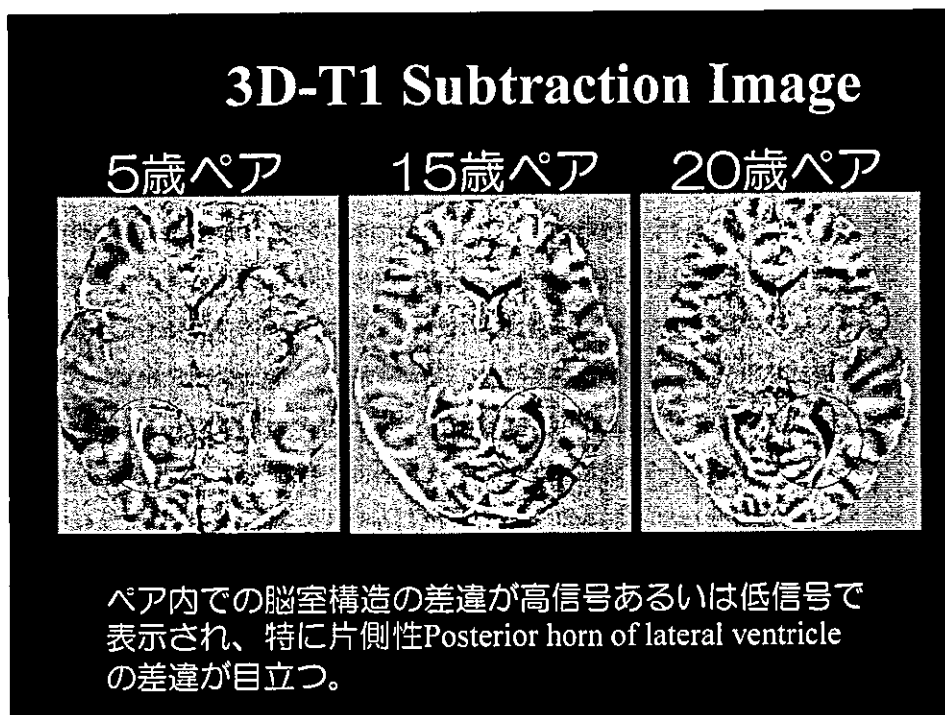 3D-T1 Subtraction Image
5歳ペア 15歳ペア 20歳ペア
ペア内での脳室構造の差違が高信号あるいは低信号で
表示され、特に片側性Posterior horn of lateral ventricle
の差違が目立つ。